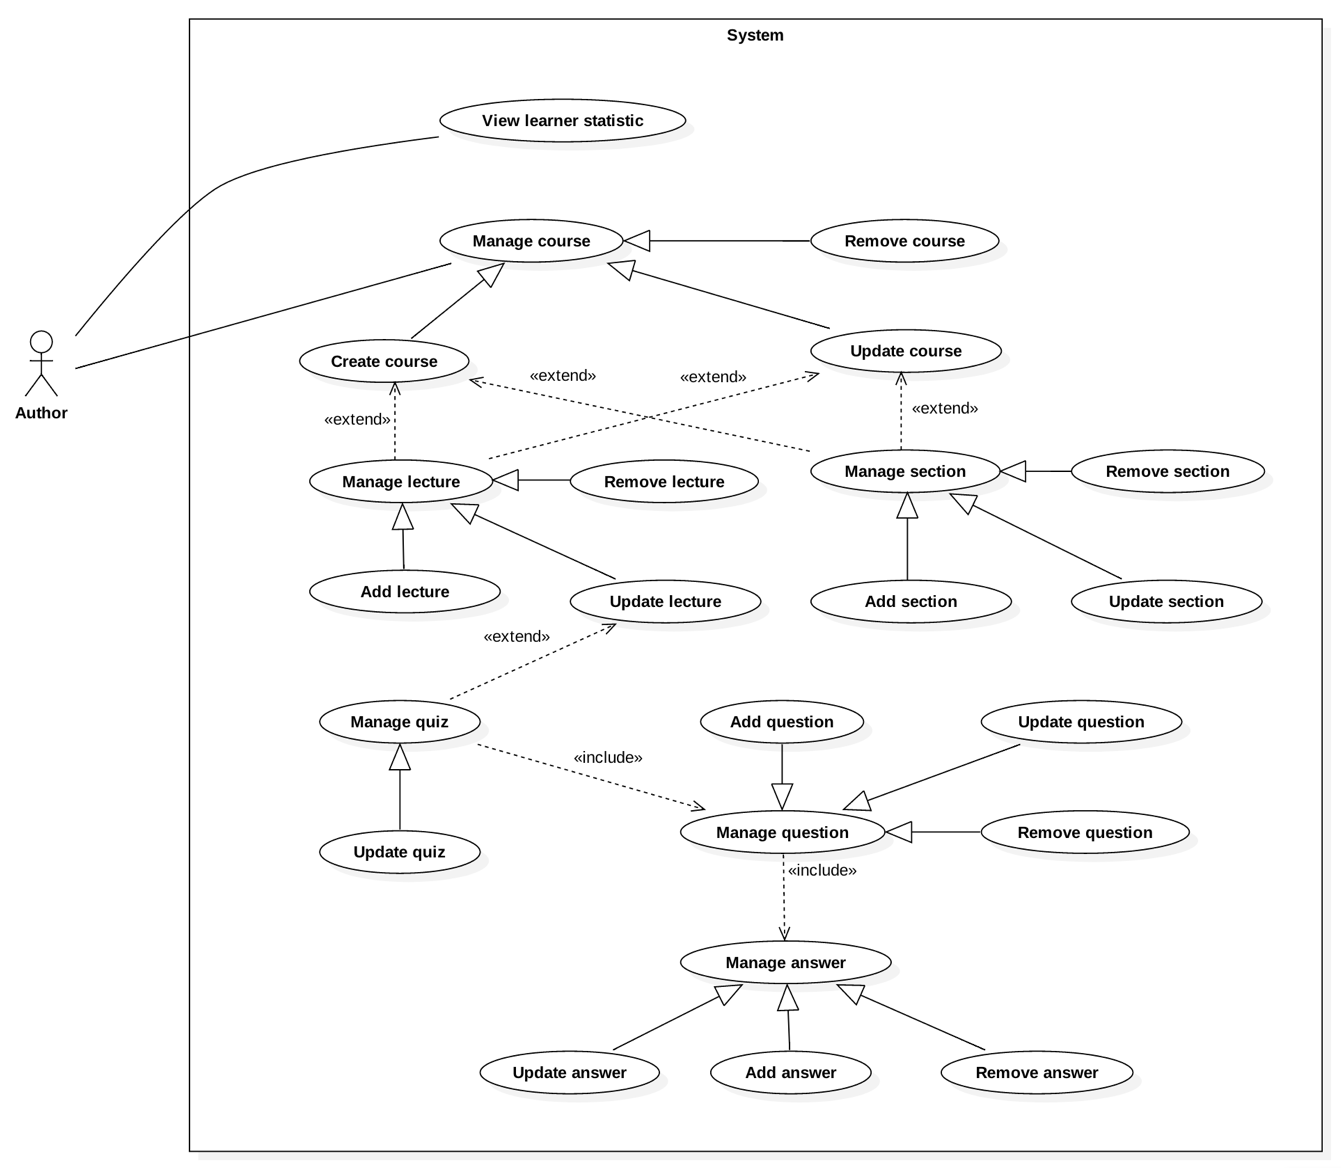 System
View learner statistic
Manage course
Remove course
Create course
Update course
«extend»
«extend»
«extend»
«extend»
Author
Manage lecture
Remove lecture
Manage section
Remove section
Add lecture
Update lecture
Add section
Update section
«extend»
Manage quiz
Add question
Update question
«include»
Manage question
Remove question
Update quiz
«include»
Manage answer
Update answer
Add answer
Remove answer